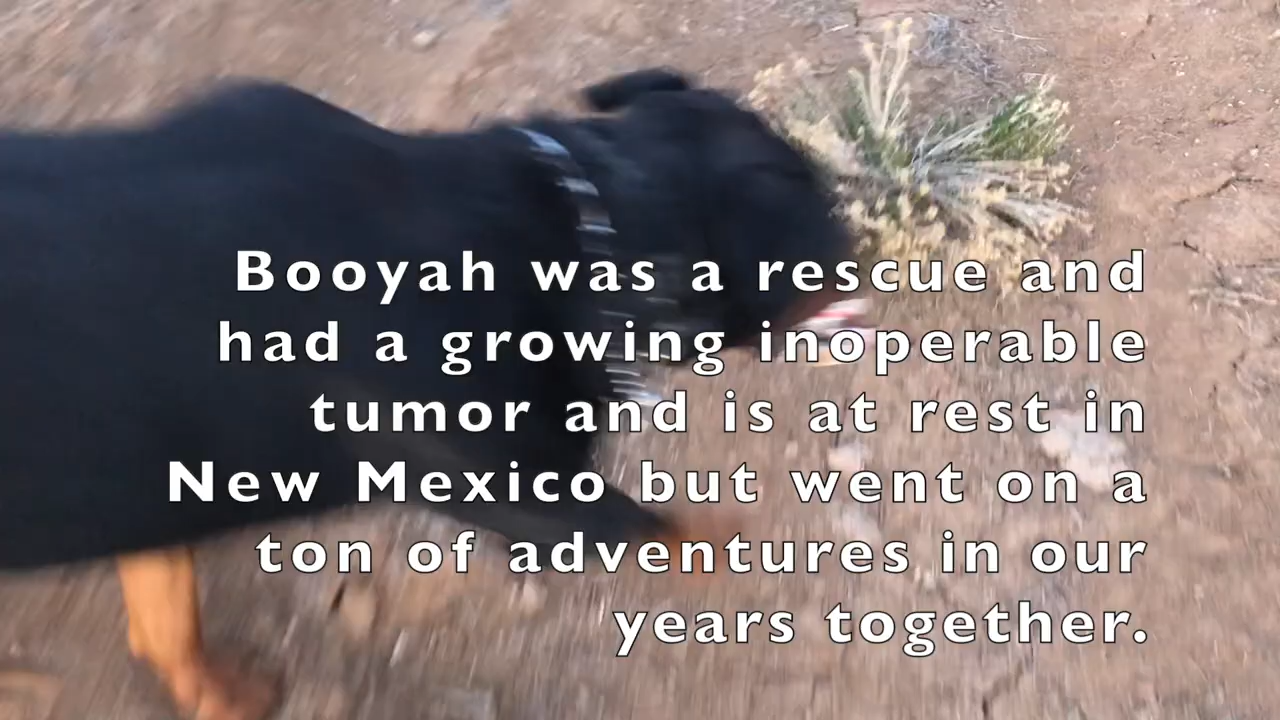 Booyah was a rescue and
had a growing inoperable
tumor and is at rest in
New Mexico but went on a
ton of adventures in our
years together.